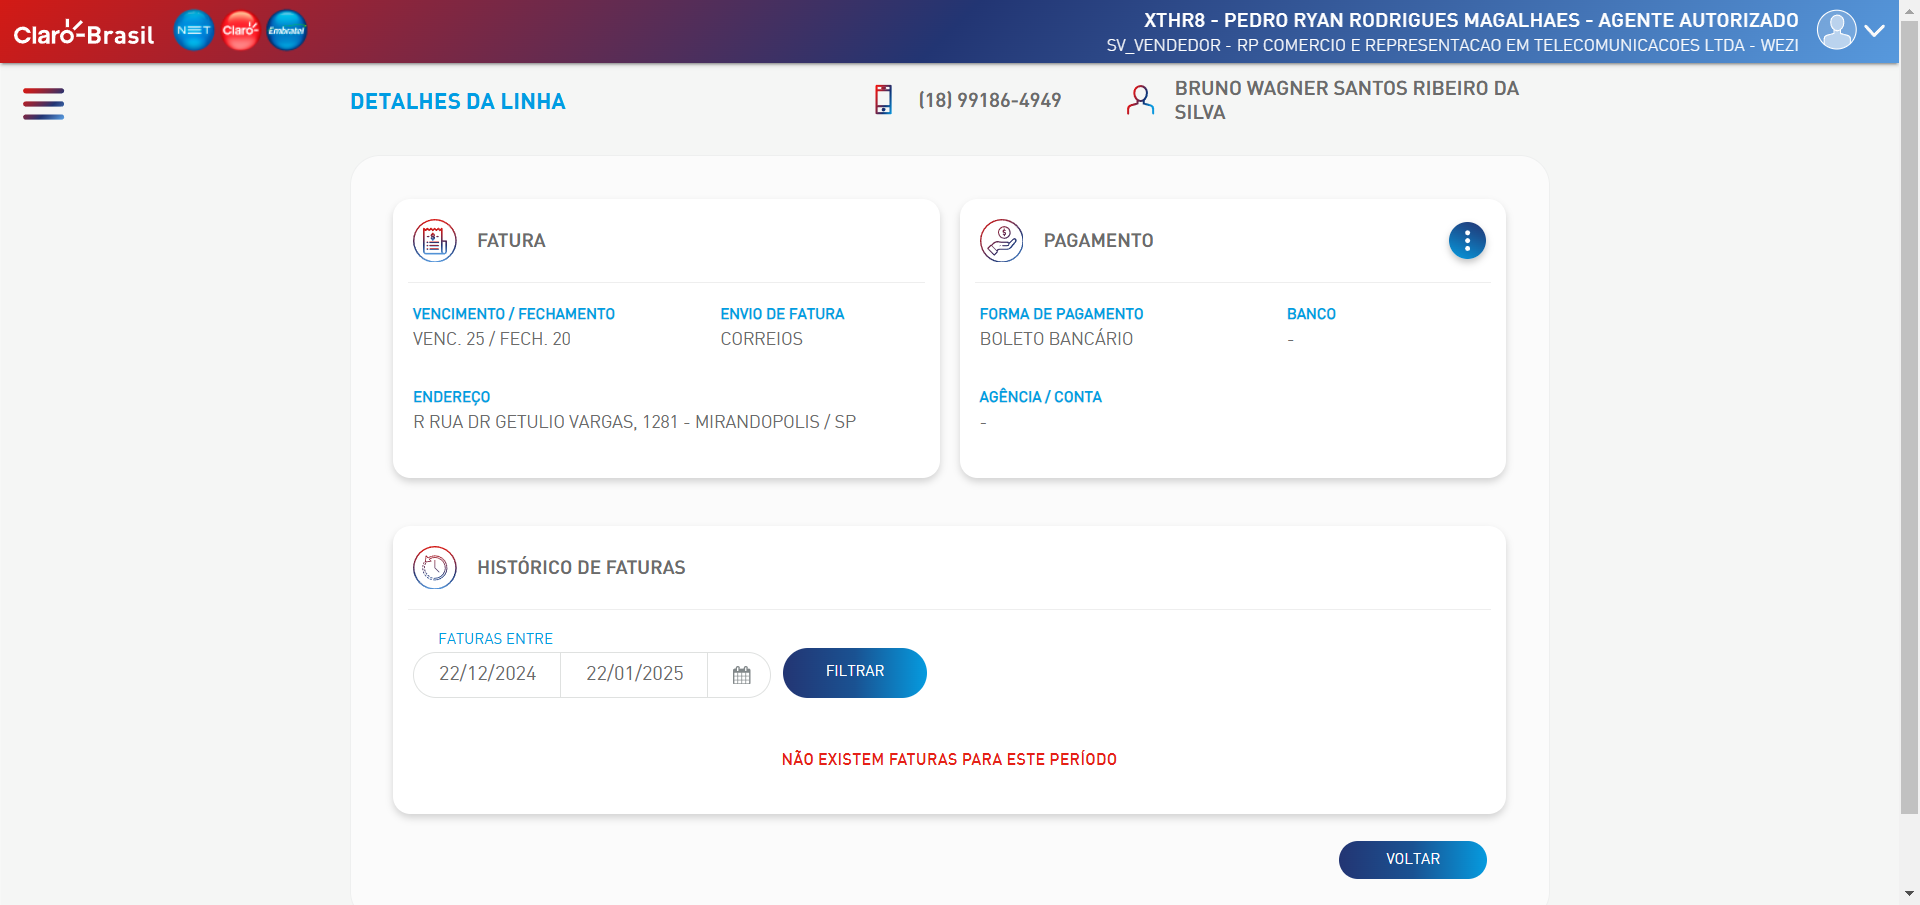 Claro-Brasil
NET
Claro
Embratel
XTHR8 - PEDRO RYAN RODRIGUES MAGALHAES - AGENTE AUTORIZADO
SV_VENDEDOR - RP COMERCIO E REPRESENTACAO EM TELECOMUNICACOES LTDA - WEZI
DETALHES DA LINHA
(18) 99186-4949
BRUNO WAGNER SANTOS RIBEIRO DA
SILVA
FATURA
VENCIMENTO / FECHAMENTO
VENC. 25 / FECH. 20
ENVIO DE FATURA
CORREIOS
ENDEREÇO
R RUA DR GETULIO VARGAS, 1281 - MIRANDOPOLIS / SP
PAGAMENTO
FORMA DE PAGAMENTO
BOLETO BANCÁRIO
BANCO
-
AGÊNCIA / CONTA
-
HISTÓRICO DE FATURAS
FATURAS ENTRE
22/12/2024
22/01/2025
FILTRAR
NÃO EXISTEM FATURAS PARA ESTE PERÍODO
VOLTAR